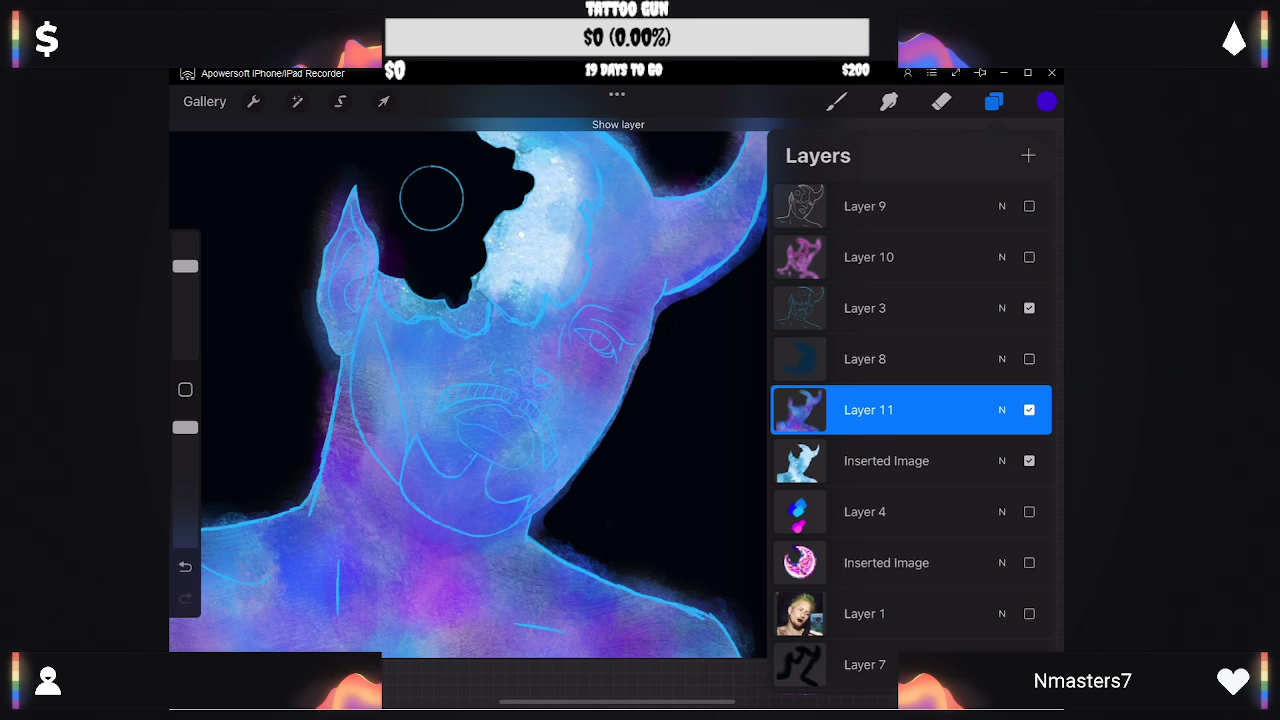 TATTOO GUN
$0 (0.00%)
$0
19 DAYS TO GO
$200
$
Apowersoft IPhone/IPad Recorder
Gallery
Show layer
Layers
Layer 9 N
Layer 10 N
Layer 3 N
Layer 8 N
Layer 11 N
Inserted Image N
Layer 4 N
Inserted Image N
Layer 1 N
Layer 7
Nmasters7